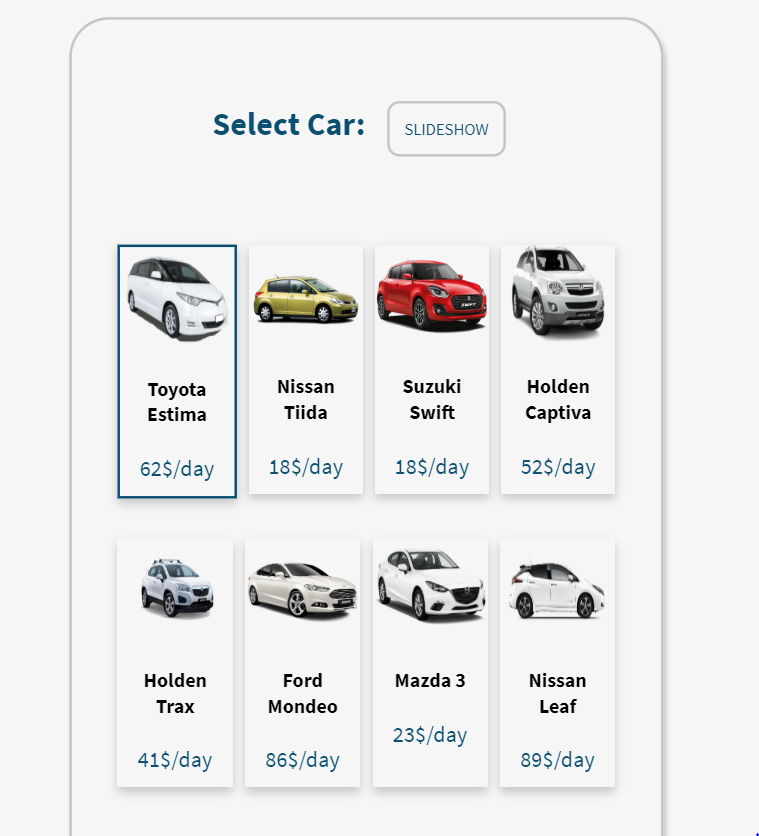 Select Car:
SLIDESHOW
Toyota
Estima
62$/day
Nissan
Tiida
18$/day
Suzuki
Swift
18$/day
Holden
Captiva
52$/day
Holden
Trax
41$/day
Ford
Mondeo
86$/day
Mazda 3
23$/day
Nissan
Leaf
89$/day